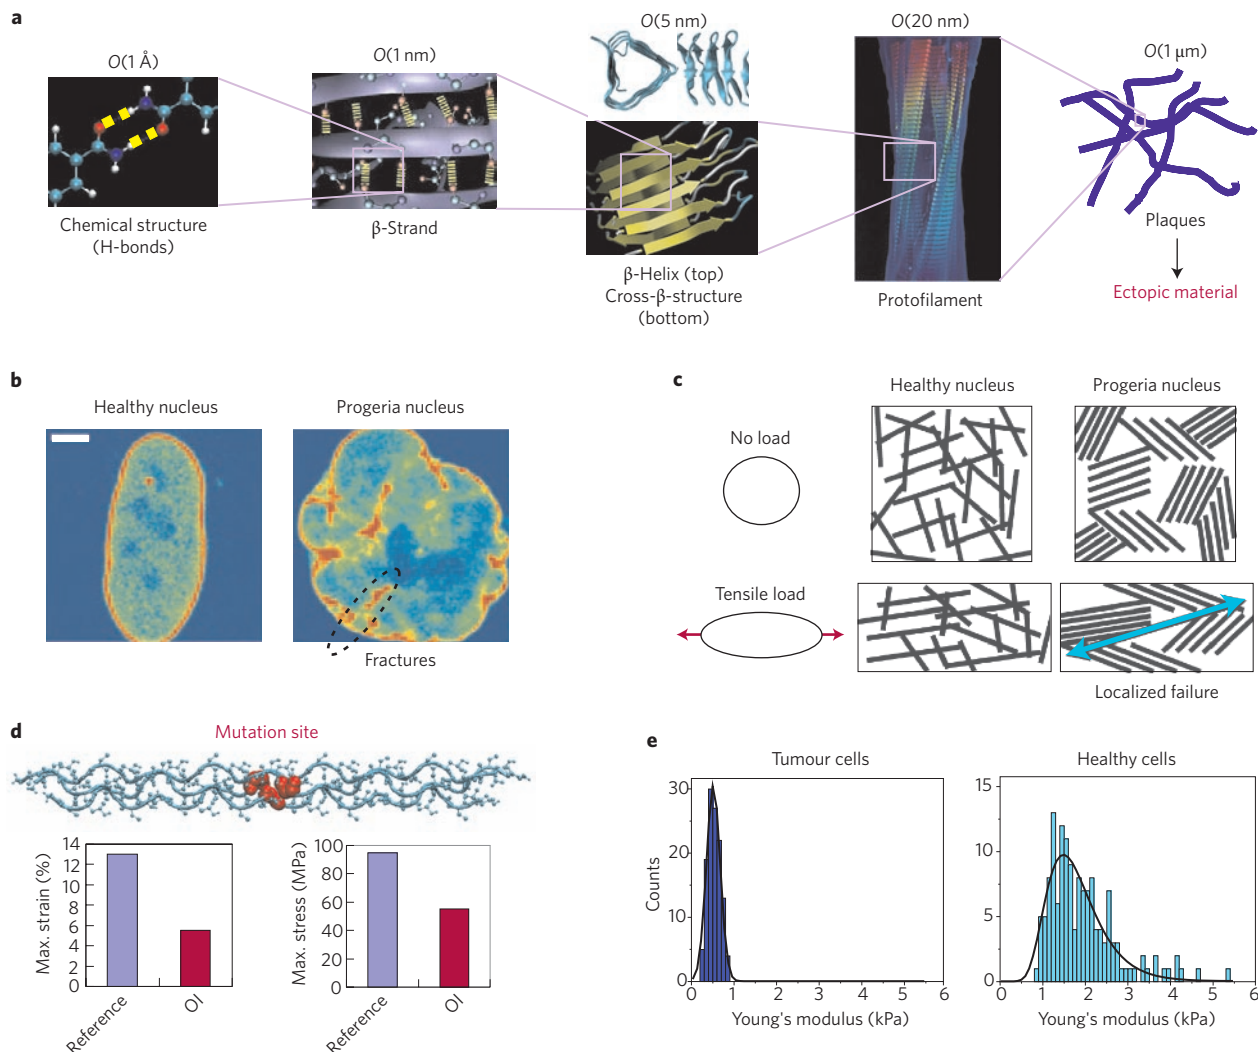 a
O(1 Å)
O(1 nm)
O(5 nm)
O(20 nm)
O(1 μm)
Chemical structure
(H-bonds)
β-Strand
β-Helix (top)
Cross-β-structure
(bottom)
Protofilament
Plaques
Ectopic material
b
Healthy nucleus
Progeria nucleus
Fractures
c
Healthy nucleus
Progeria nucleus
No load
Tensile load
Localized failure
d
Mutation site
Max. strain (%)
14
12
10
8
6
4
2
0
Reference
OI
Max. stress (MPa)
100
80
60
40
20
0
Reference
OI
e
Tumour cells
Counts
30
20
10
0
0 1 2 3 4 5 6
Young's modulus (kPa)
Healthy cells
15
10
5
0
0 1 2 3 4 5 6
Young's modulus (kPa)